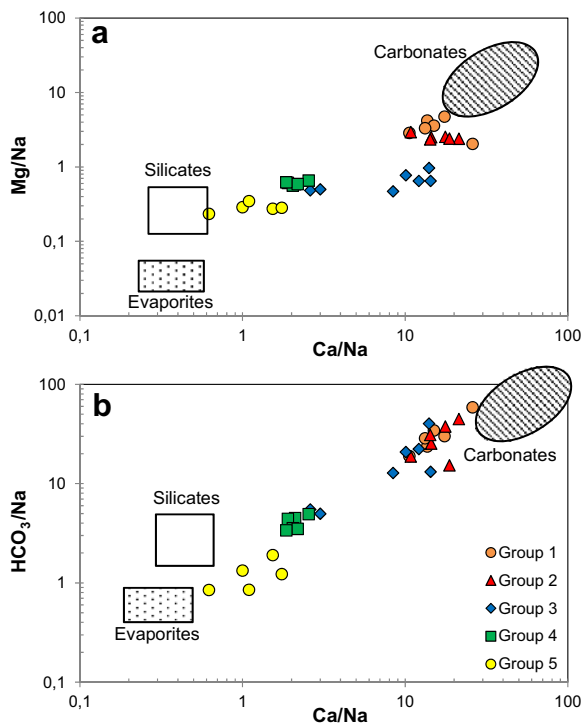 a
100
10
1
0,1
0,01
Mg/Na
Carbonates
Silicates
Evaporites
0,1
1
10
100
Ca/Na
b
100
10
1
0,1
HCO₃/Na
Carbonates
Silicates
Evaporites
Group 1
Group 2
Group 3
Group 4
Group 5
0,1
1
10
100
Ca/Na